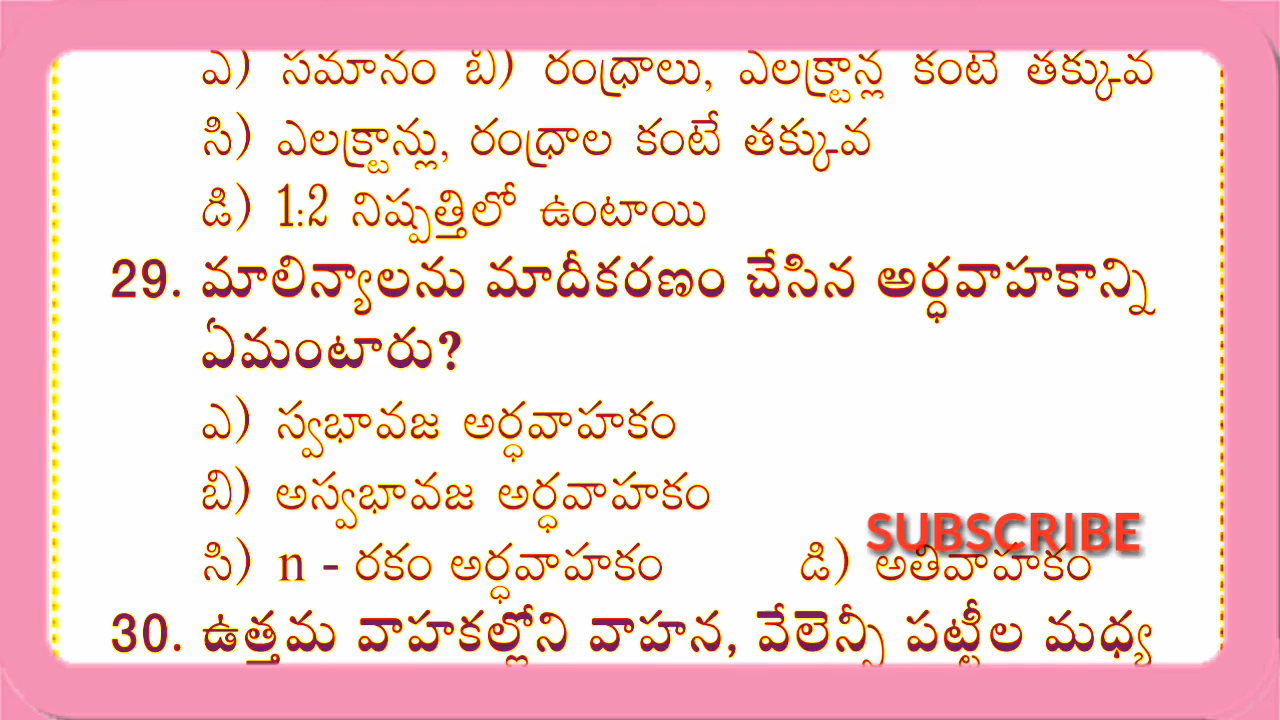 ఎ) సమానం బి) రంధ్రాలు, ఎలక్ట్రాన్ల కంటే తక్కువ
సి) ఎలక్ట్రాన్లు, రంధ్రాల కంటే తక్కువ
డి) 1:2 నిష్పత్తిలో ఉంటాయి
29. మాలిన్యాలను మాదీకరణం చేసిన అర్ధవాహకాన్ని
ఏమంటారు?
ఎ) స్వభావజ అర్ధవాహకం
బి) అస్వభావజ అర్ధవాహకం
SUBSCRIBE
సి) n - రకం అర్ధవాహకం డి) అతివాహకం
30. ఉత్తమ వాహకల్లోని వాహన, వేలెన్సీ పట్టీల మధ్య